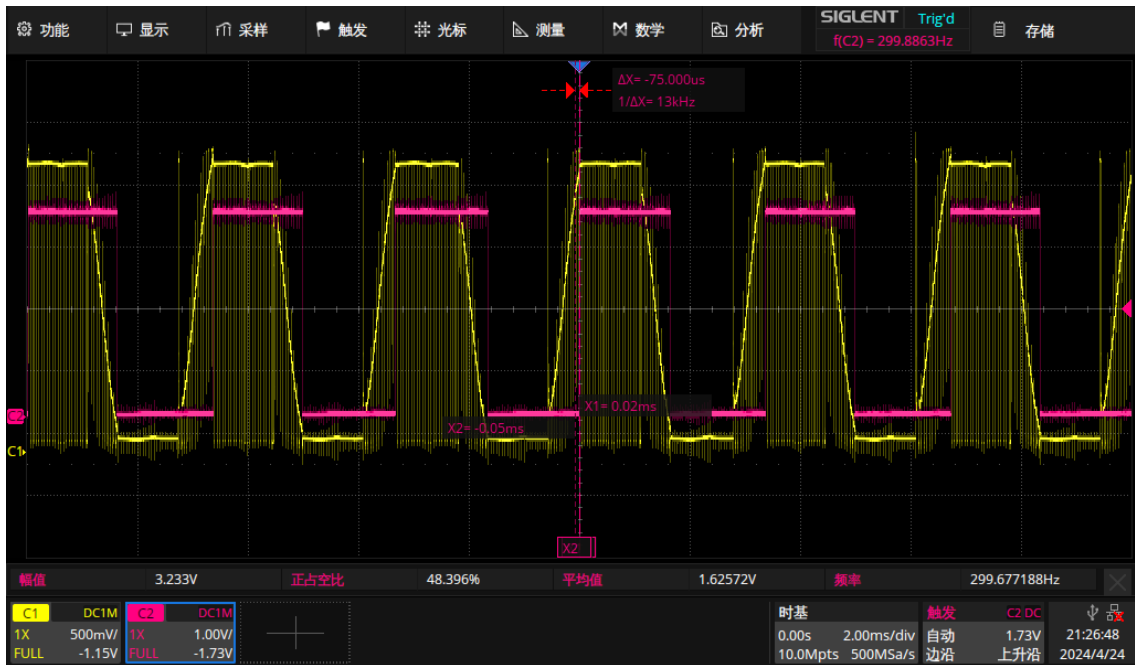 功能 显示 采样 触发 光标 测量 数学 分析 SIGLENT Trig'd 存储
f(C2) = 299.8863Hz
ΔX= -75.000us
1/ΔX= 13kHz
X1= 0.02ms
C2
X2= -0.05ms
C1
X2
幅值 3.233V 正占空比 48.396% 平均值 1.62572V 频率 299.677188Hz
C1 DC1M C2 DC1M 时基 触发 C2 DC
1X 500mV/ 1X 1.00V/ 0.00s 2.00ms/div 自动 1.73V 21:26:48
FULL -1.15V FULL -1.73V 10.0Mpts 500MSa/s 边沿 上升沿 2024/4/24